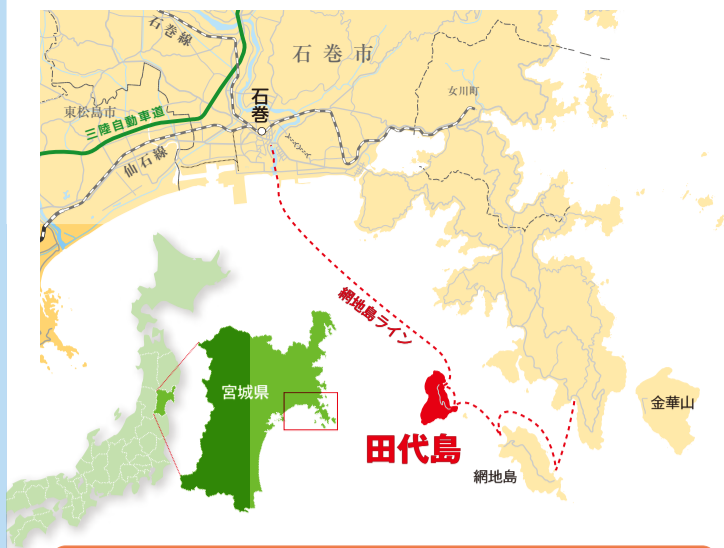 石巻線
石巻市
女川町
石巻
東松島市
三陸自動車道
仙石線
網地島ライン
宮城県
田代島
金華山
網地島